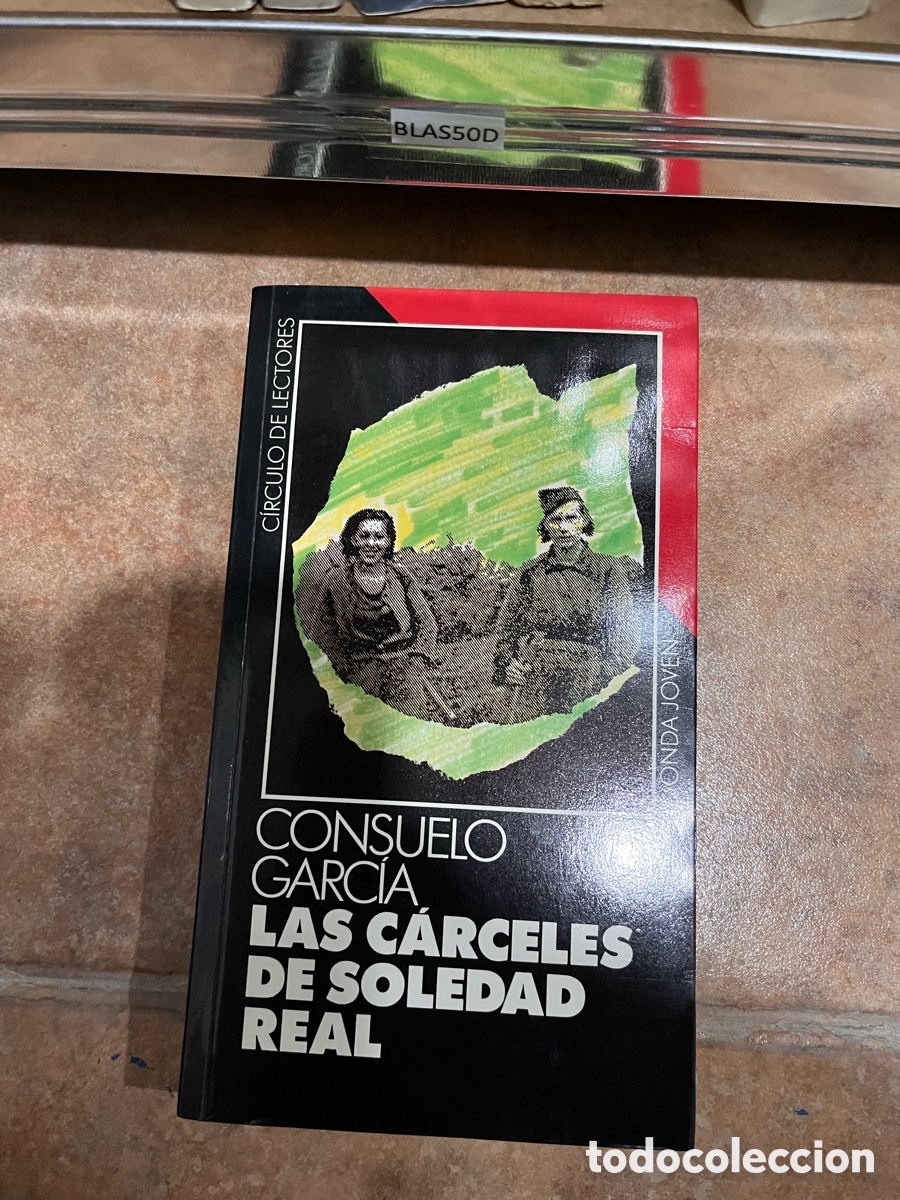 BLAS50D
CÍRCULO DE LECTORES
ONDA JOVEN
CONSUELO
GARCÍA
LAS CÁRCELES
DE SOLEDAD
REAL
todocoleccion